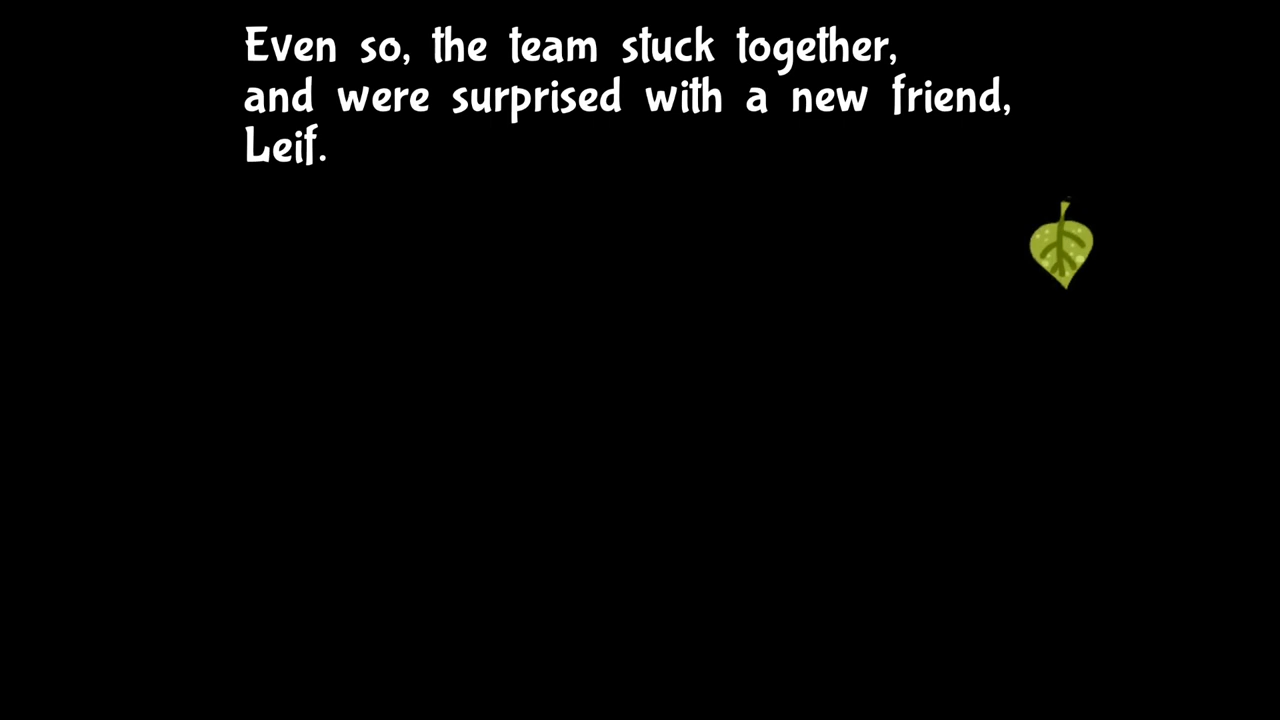 Even so, the team stuck together,
and were surprised with a new friend,
Leif.